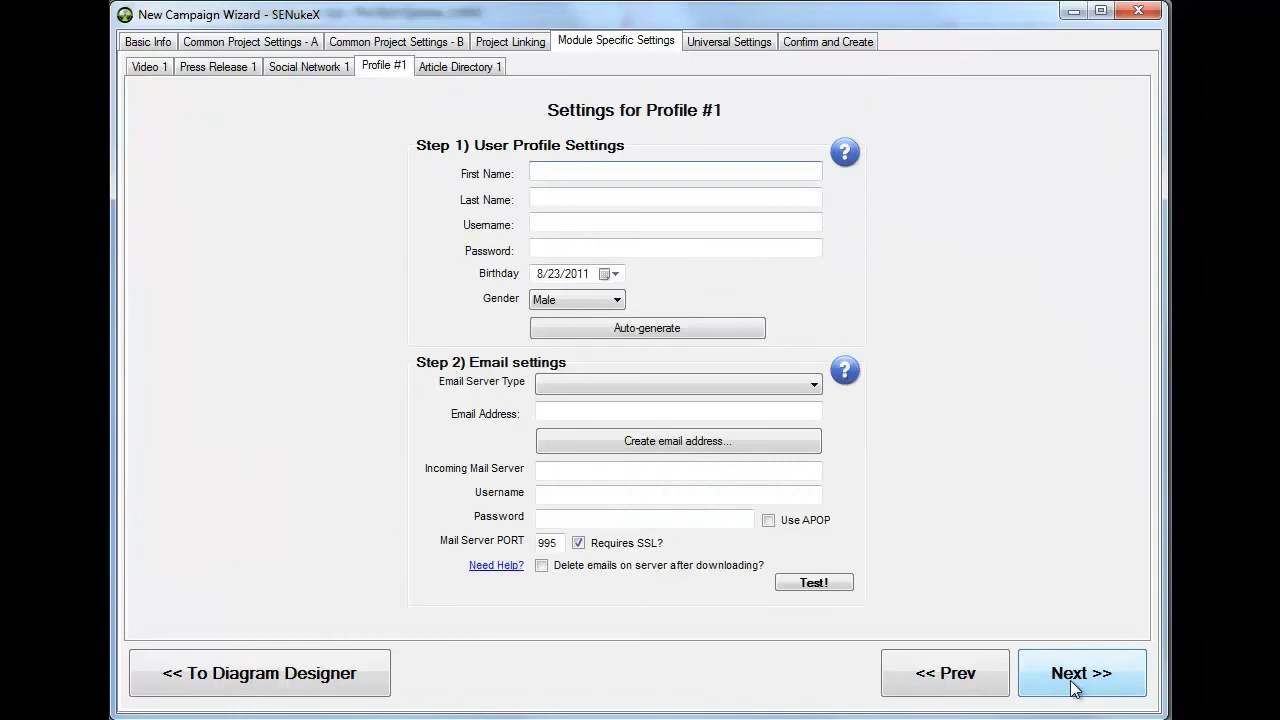 New Campaign Wizard - SENukeX
Basic Info Common Project Settings - A Common Project Settings - B Project Linking Module Specific Settings Universal Settings Confirm and Create
Video 1 Press Release 1 Social Network 1 Profile #1 Article Directory 1
Settings for Profile #1
Step 1) User Profile Settings
?
First Name:
Last Name:
Username:
Password:
Birthday 8/23/2011
Gender Male
Auto-generate
Step 2) Email settings
?
Email Server Type
Email Address:
Create email address...
Incoming Mail Server
Username
Password Use APOP
Mail Server PORT 995 Requires SSL?
Need Help? Delete emails on server after downloading?
Test!
<< To Diagram Designer << Prev Next >>